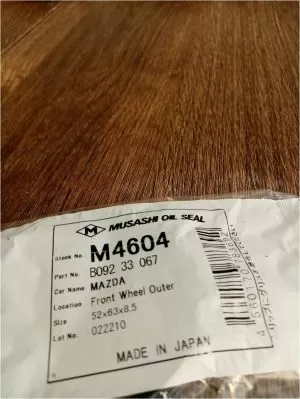 M MUSASHI OIL SEAL
Stock No. M4604
Part No. B092 33 067
Car Name MAZDA
Location Front Wheel Outer
Size 52x63x8.5
Lot No. 022210
MADE IN JAPAN